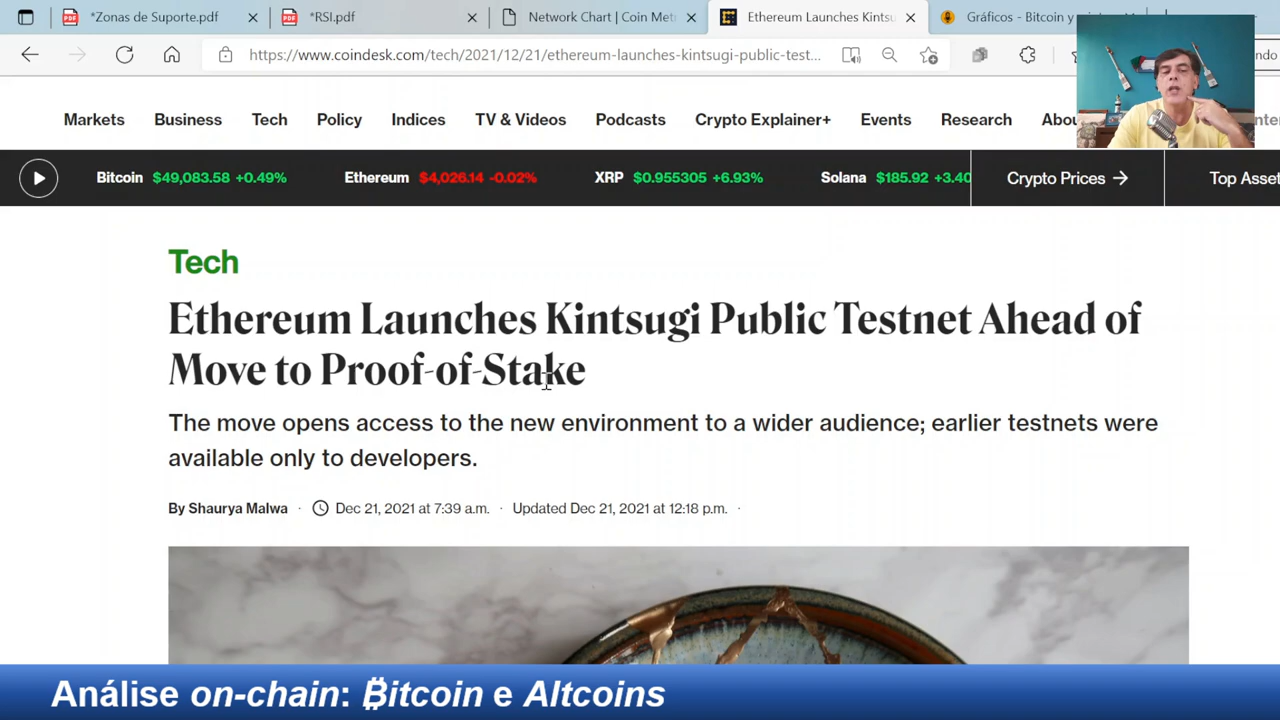 *Zonas de Suporte.pdf
*RSI.pdf
Network Chart | Coin Met
Ethereum Launches Kintsu
Gráficos - Bitcoin y
https://www.coindesk.com/tech/2021/12/21/ethereum-launches-kintsugi-public-test...
ndo
Markets Business Tech Policy Indices TV & Videos Podcasts Crypto Explainer+ Events Research Abou nter
Bitcoin $49,083.58 +0.49% Ethereum $4,026.14 -0.02% XRP $0.955305 +6.93% Solana $185.92 +3.40 Crypto Prices → Top Asset
Tech
Ethereum Launches Kintsugi Public Testnet Ahead of
Move to Proof-of-Stake
The move opens access to the new environment to a wider audience; earlier testnets were
available only to developers.
By Shaurya Malwa · Dec 21, 2021 at 7:39 a.m. · Updated Dec 21, 2021 at 12:18 p.m. ·
Análise on-chain: ₿itcoin e Altcoins